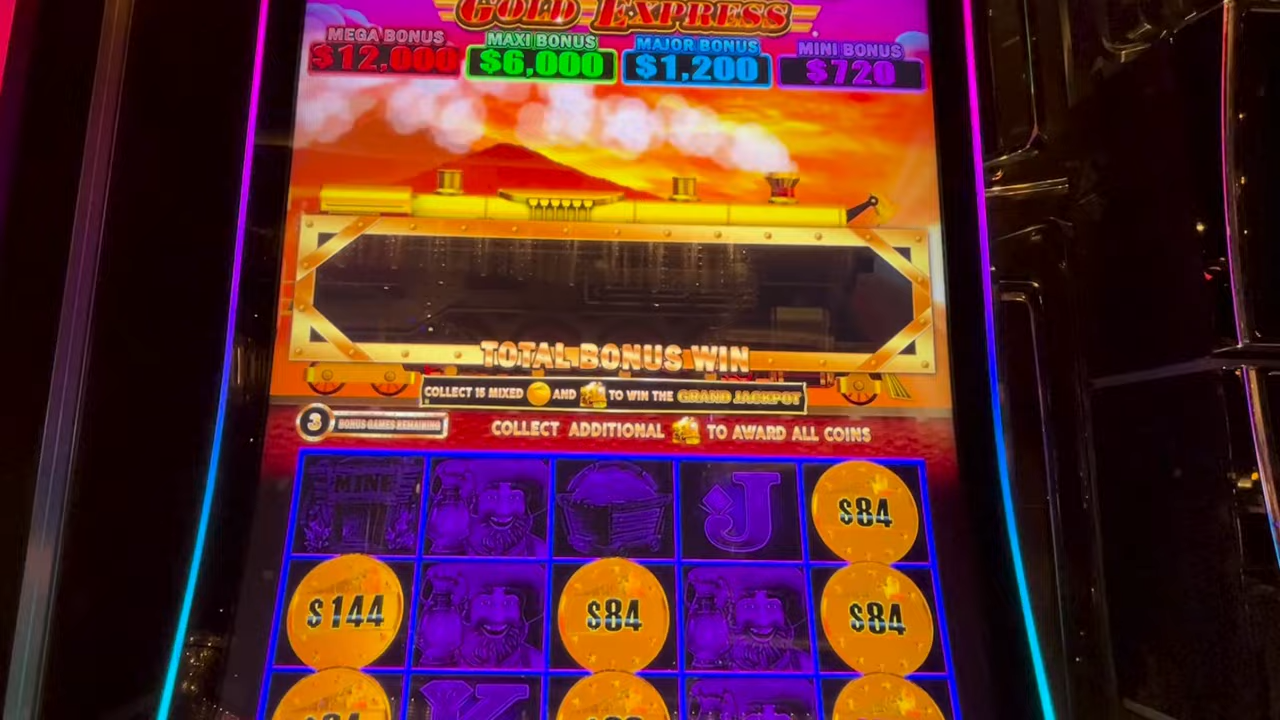 GOLD EXPRESS
MEGA BONUS
$12,000
MAXI BONUS
$6,000
MAJOR BONUS
$1,200
MINI BONUS
$720
TOTAL BONUS WIN
COLLECT 15 MIXED AND TO WIN THE GRAND JACKPOT
3 BONUS GAMES REMAINING
COLLECT ADDITIONAL TO AWARD ALL COINS
MINE
J
$84
$144
$84
$84